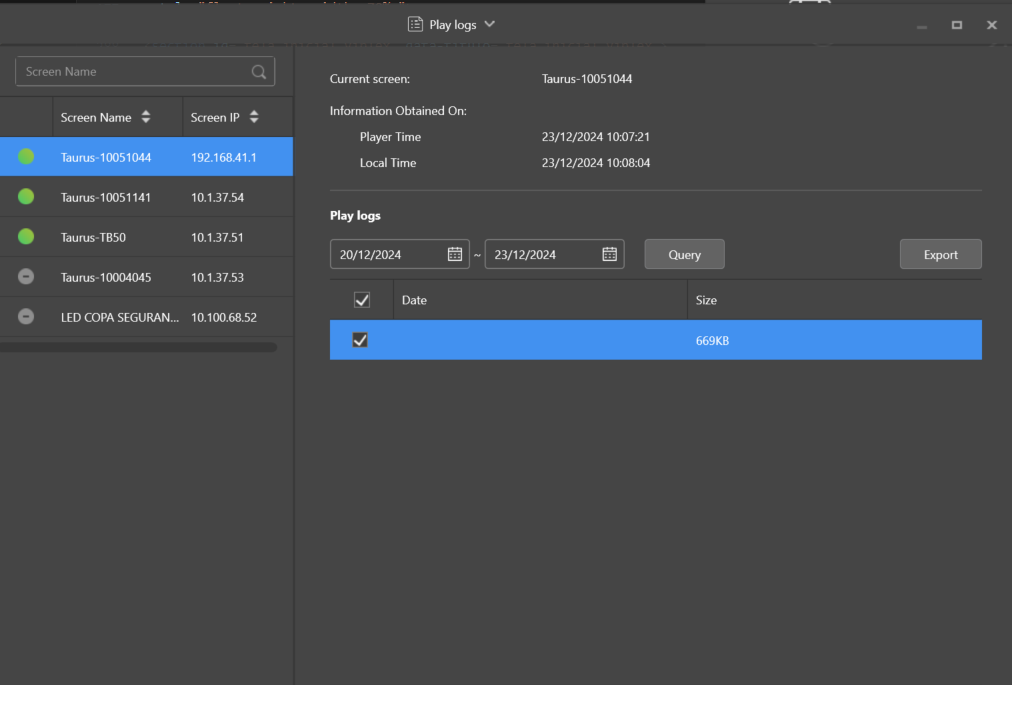 Play logs
Screen Name
Screen Name Screen IP
Taurus-10051044 192.168.41.1
Taurus-10051141 10.1.37.54
Taurus-TB50 10.1.37.51
Taurus-10004045 10.1.37.53
LED COPA SEGURAN... 10.100.68.52
Current screen: Taurus-10051044
Information Obtained On:
Player Time 23/12/2024 10:07:21
Local Time 23/12/2024 10:08:04
Play logs
20/12/2024 ~ 23/12/2024 Query Export
Date Size
669KB